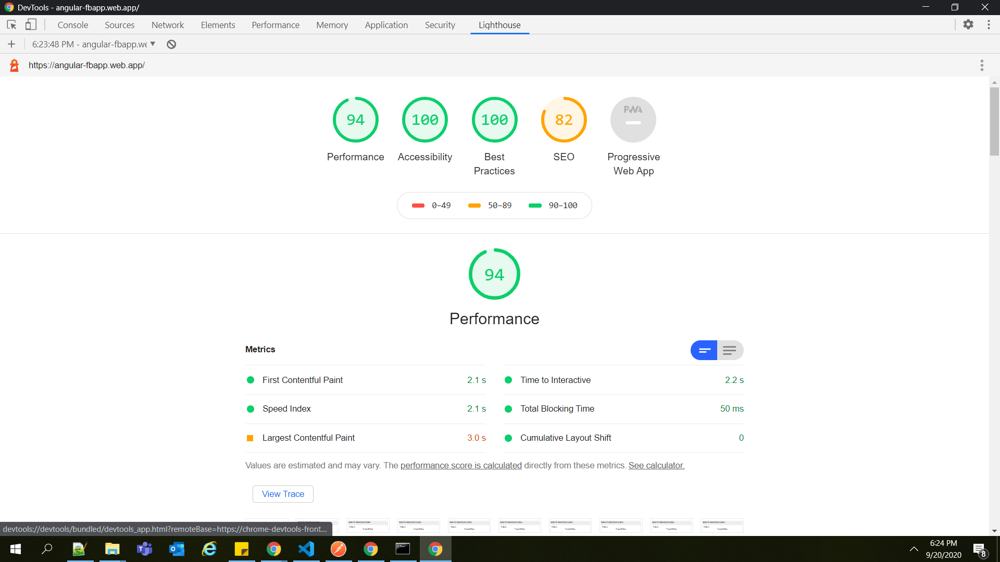 DevTools - angular-fbapp.web.app/
Console Sources Network Elements Performance Memory Application Security Lighthouse
6:23:48 PM - angular-fbapp.we
https://angular-fbapp.web.app/
94 100 100 82 PWA
Performance Accessibility Best Practices SEO Progressive Web App
0–49 50–89 90–100
94
Performance
Metrics
First Contentful Paint 2.1 s
Time to Interactive 2.2 s
Speed Index 2.1 s
Total Blocking Time 50 ms
Largest Contentful Paint 3.0 s
Cumulative Layout Shift 0
Values are estimated and may vary. The performance score is calculated directly from these metrics. See calculator.
View Trace
devtools://devtools/bundled/devtools_app.html?remoteBase=https://chrome-devtools-front...
6:24 PM
9/20/2020
8